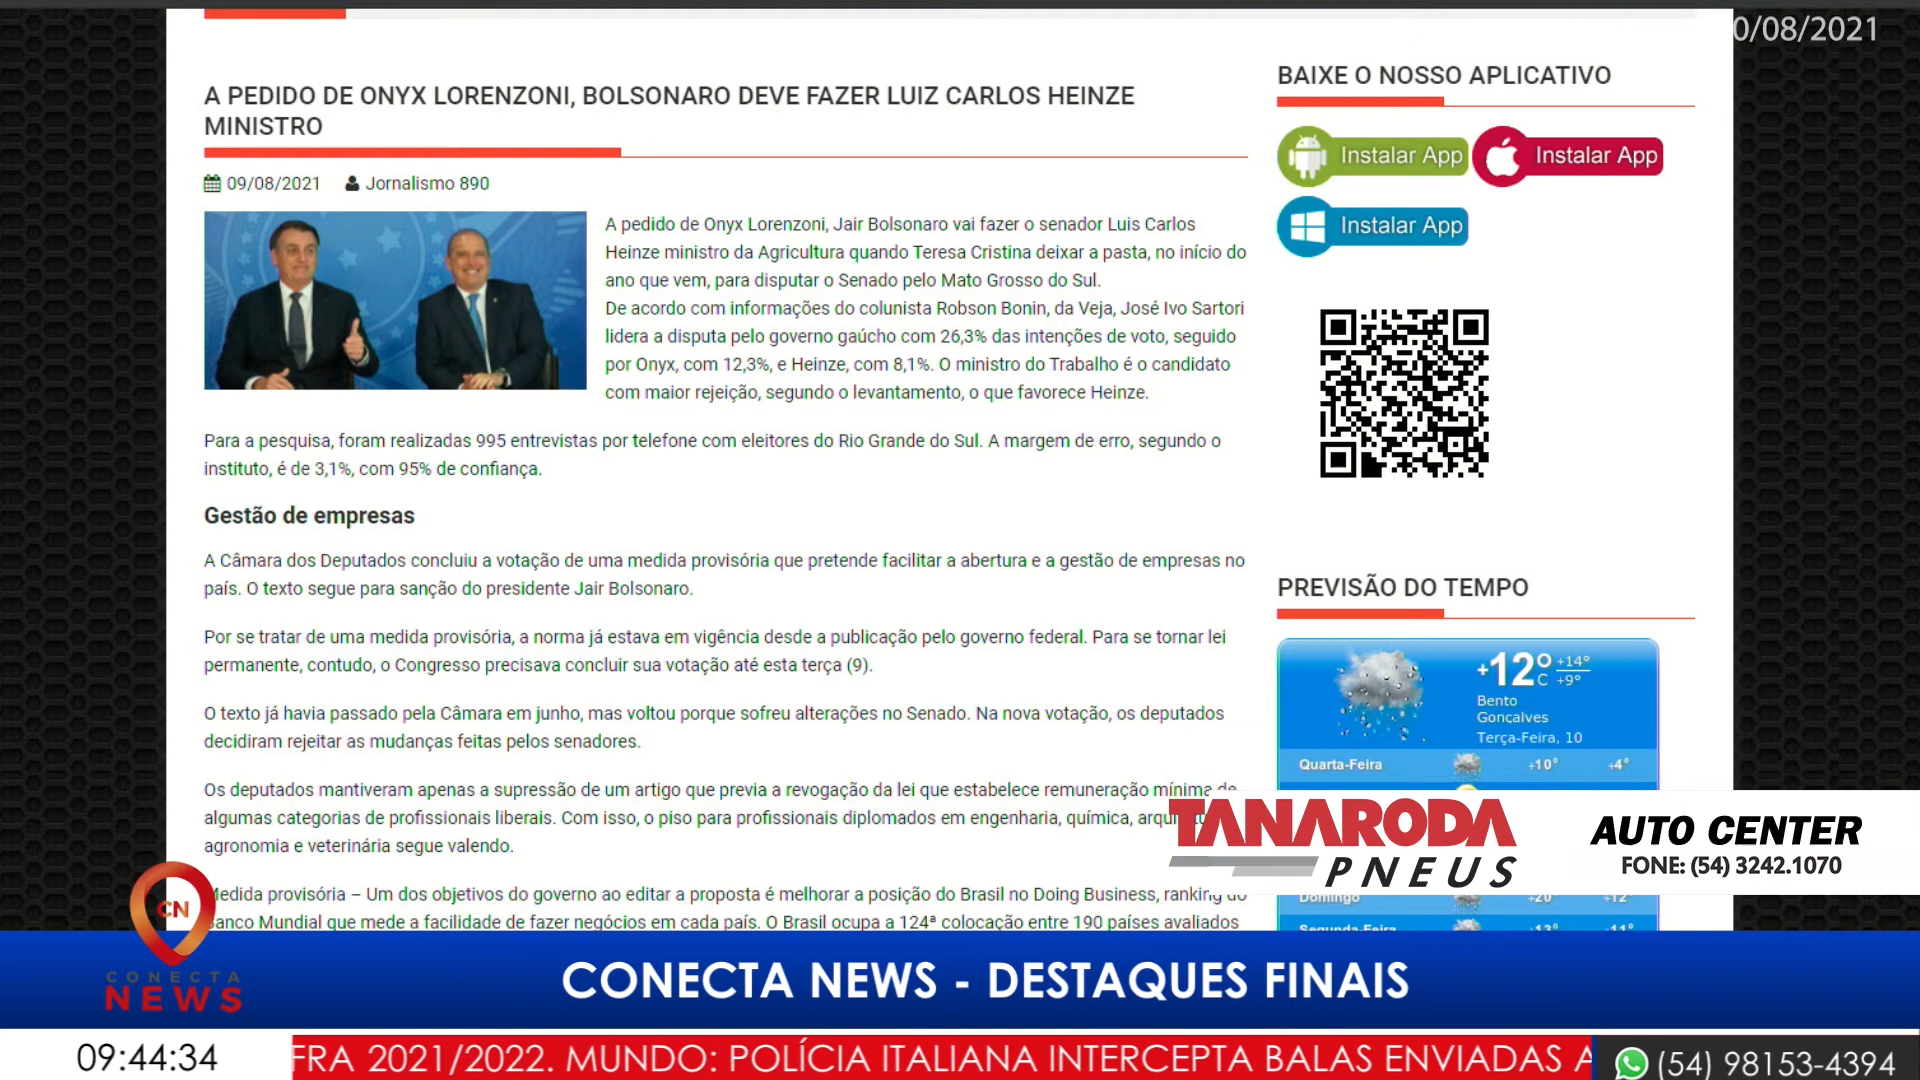 0/08/2021
A PEDIDO DE ONYX LORENZONI, BOLSONARO DEVE FAZER LUIZ CARLOS HEINZE
MINISTRO
09/08/2021 Jornalismo 890
A pedido de Onyx Lorenzoni, Jair Bolsonaro vai fazer o senador Luis Carlos
Heinze ministro da Agricultura quando Teresa Cristina deixar a pasta, no início do
ano que vem, para disputar o Senado pelo Mato Grosso do Sul.
De acordo com informações do colunista Robson Bonin, da Veja, José Ivo Sartori
lidera a disputa pelo governo gaúcho com 26,3% das intenções de voto, seguido
por Onyx, com 12,3%, e Heinze, com 8,1%. O ministro do Trabalho é o candidato
com maior rejeição, segundo o levantamento, o que favorece Heinze.
Para a pesquisa, foram realizadas 995 entrevistas por telefone com eleitores do Rio Grande do Sul. A margem de erro, segundo o
instituto, é de 3,1%, com 95% de confiança.
Gestão de empresas
A Câmara dos Deputados concluiu a votação de uma medida provisória que pretende facilitar a abertura e a gestão de empresas no
país. O texto segue para sanção do presidente Jair Bolsonaro.
Por se tratar de uma medida provisória, a norma já estava em vigência desde a publicação pelo governo federal. Para se tornar lei
permanente, contudo, o Congresso precisava concluir sua votação até esta terça (9).
O texto já havia passado pela Câmara em junho, mas voltou porque sofreu alterações no Senado. Na nova votação, os deputados
decidiram rejeitar as mudanças feitas pelos senadores.
Os deputados mantiveram apenas a supressão de um artigo que previa a revogação da lei que estabelece remuneração mínima de
algumas categorias de profissionais liberais. Com isso, o piso para profissionais diplomados em engenharia, química,
agronomia e veterinária segue valendo.
Medida provisória – Um dos objetivos do governo ao editar a proposta é melhorar a posição do Brasil no Doing Business, ranking do
Banco Mundial que mede a facilidade de fazer negócios em cada país. O Brasil ocupa a 124ª colocação entre 190 países avaliados
BAIXE O NOSSO APLICATIVO
Instalar App
Instalar App
Instalar App
PREVISÃO DO TEMPO
+12°C +14° +9°
Bento
Gonçalves
Terça-Feira, 10
Quarta-Feira +10° +4°
Domingo +20° +12°
Segunda-Feira +13° +11°
TANARODA
PNEUS
AUTO CENTER
FONE: (54) 3242.1070
CN
CONECTA
NEWS
CONECTA NEWS - DESTAQUES FINAIS
09:44:34
FRA 2021/2022. MUNDO: POLÍCIA ITALIANA INTERCEPTA BALAS ENVIADAS A
(54) 98153-4394